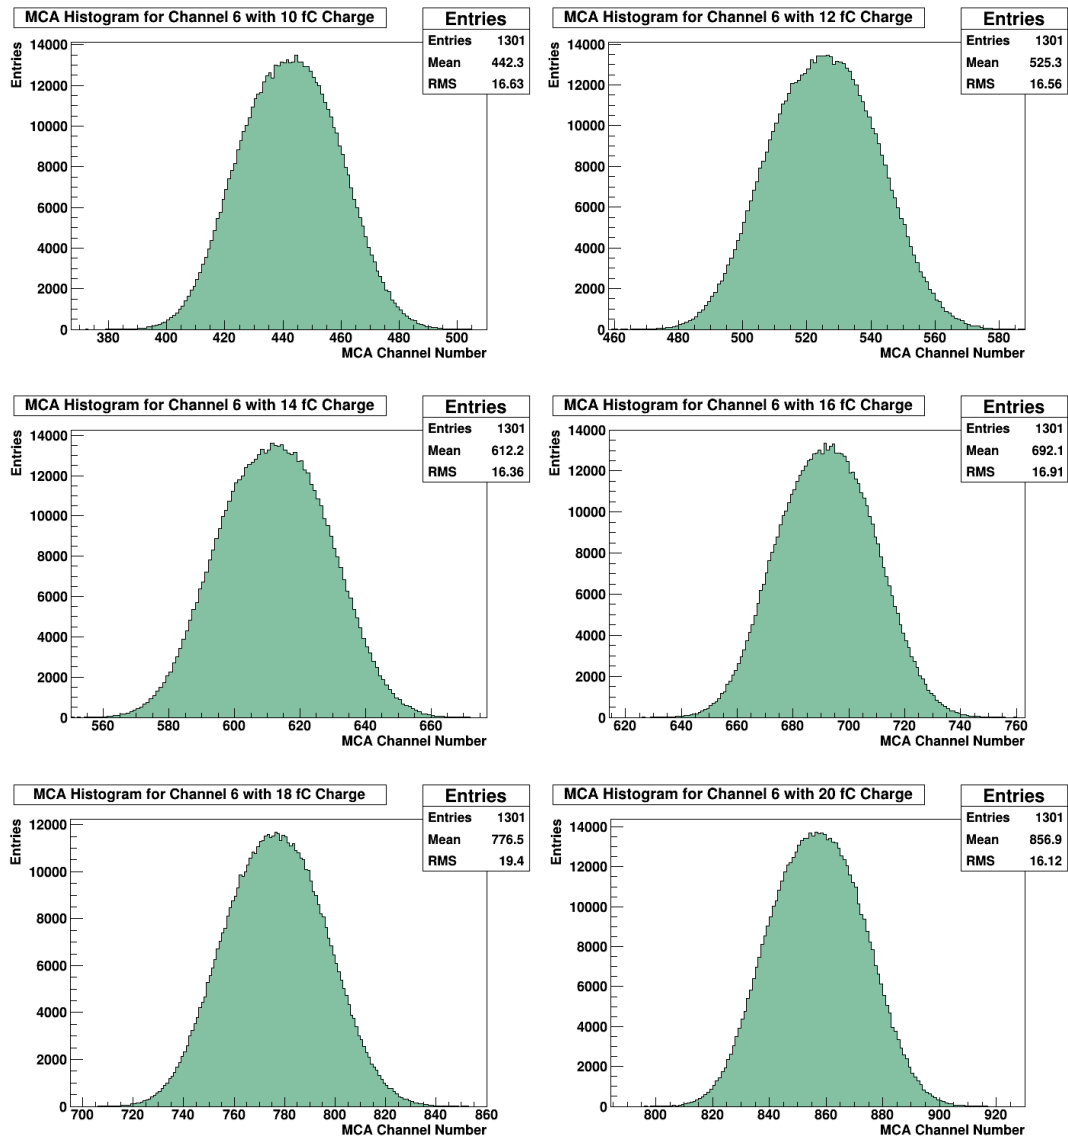 MCA Histogram for Channel 6 with 10 fC Charge
Entries
Entries 1301
Mean 442.3
RMS 16.63
Entries
14000
12000
10000
8000
6000
4000
2000
0
380 400 420 440 460 480 500
MCA Channel Number
MCA Histogram for Channel 6 with 12 fC Charge
Entries
Entries 1301
Mean 525.3
RMS 16.56
Entries
14000
12000
10000
8000
6000
4000
2000
0
460 480 500 520 540 560 580
MCA Channel Number
MCA Histogram for Channel 6 with 14 fC Charge
Entries
Entries 1301
Mean 612.2
RMS 16.36
Entries
14000
12000
10000
8000
6000
4000
2000
0
560 580 600 620 640 660
MCA Channel Number
MCA Histogram for Channel 6 with 16 fC Charge
Entries
Entries 1301
Mean 692.1
RMS 16.91
Entries
14000
12000
10000
8000
6000
4000
2000
0
620 640 660 680 700 720 740 760
MCA Channel Number
MCA Histogram for Channel 6 with 18 fC Charge
Entries
Entries 1301
Mean 776.5
RMS 19.4
Entries
12000
10000
8000
6000
4000
2000
0
700 720 740 760 780 800 820 840 860
MCA Channel Number
MCA Histogram for Channel 6 with 20 fC Charge
Entries
Entries 1301
Mean 856.9
RMS 16.12
Entries
14000
12000
10000
8000
6000
4000
2000
0
800 820 840 860 880 900 920
MCA Channel Number